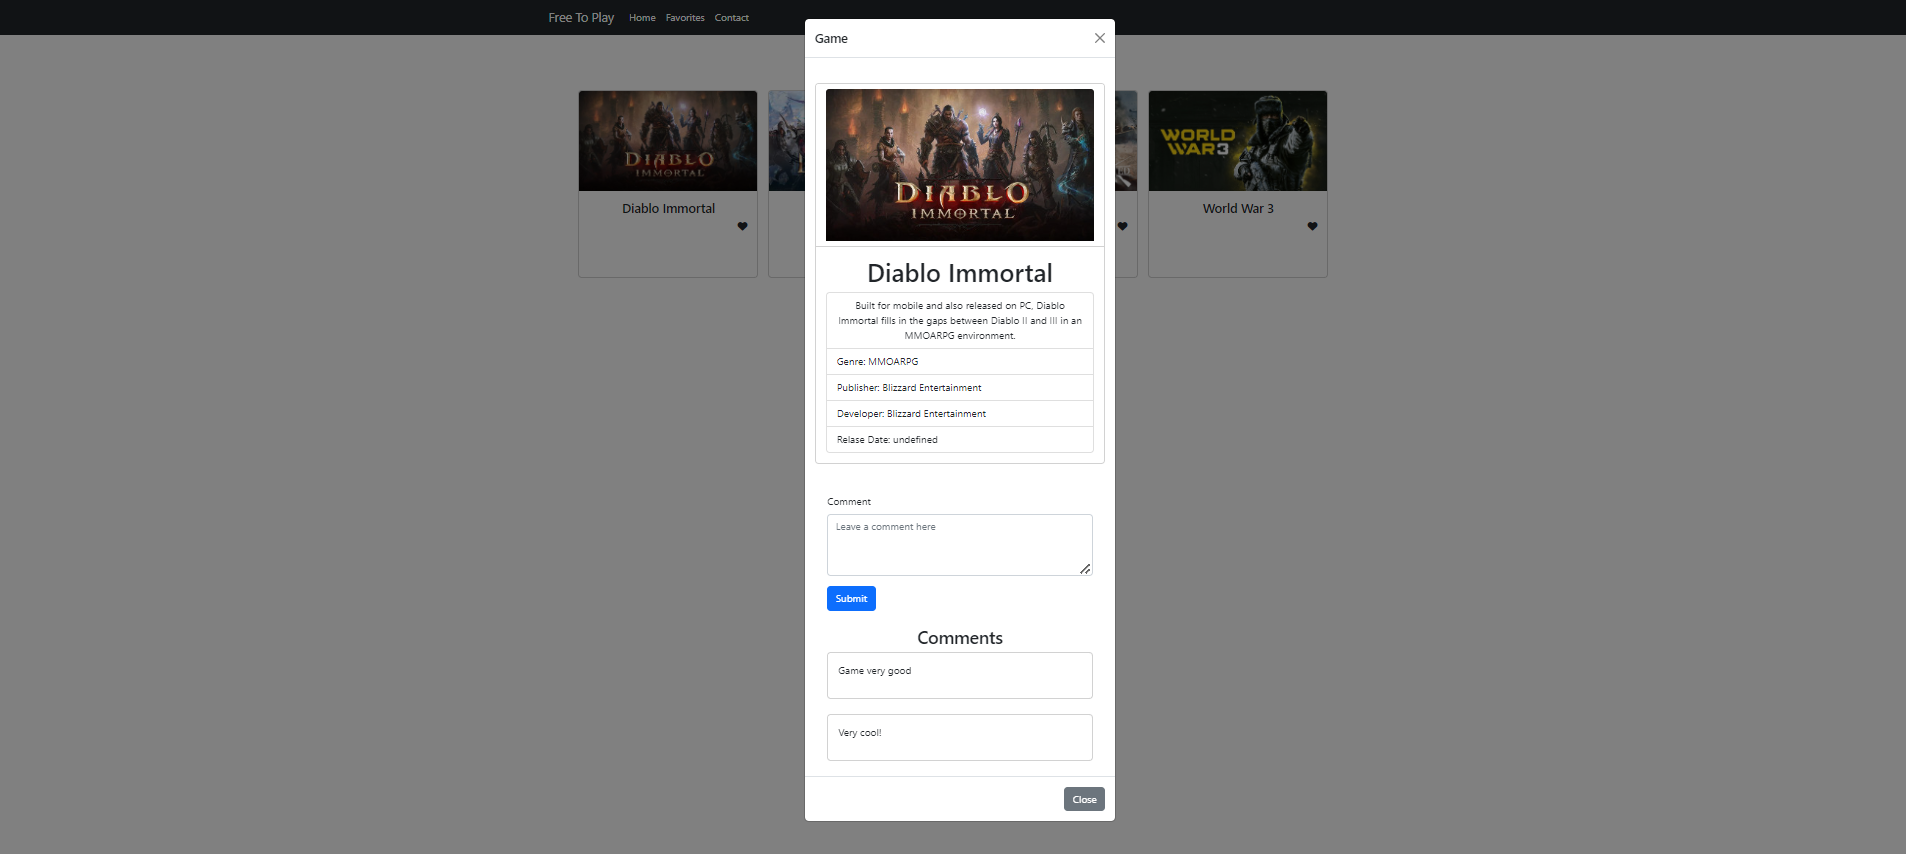 Free To Play Home Favorites Contact
Game
DIABLO
IMMORTAL
Diablo Immortal
WORLD
WAR3
World War 3
DIABLO
IMMORTAL
Diablo Immortal
Built for mobile and also released on PC, Diablo
Immortal fills in the gaps between Diablo II and III in an
MMOARPG environment.
Genre: MMOARPG
Publisher: Blizzard Entertainment
Developer: Blizzard Entertainment
Relase Date: undefined
Comment
Leave a comment here
Submit
Comments
Game very good
Very cool!
Close